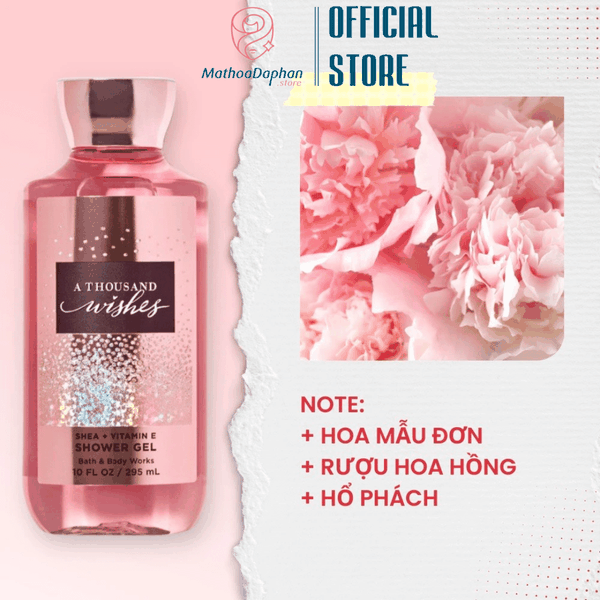 MathoaDaphan
store
OFFICIAL
STORE
A THOUSAND
wishes
SHEA + VITAMIN E
SHOWER GEL
Bath & Body Works
10 FL OZ / 295 mL
NOTE:
+ HOA MẪU ĐƠN
+ RƯỢU HOA HỒNG
+ HỔ PHÁCH